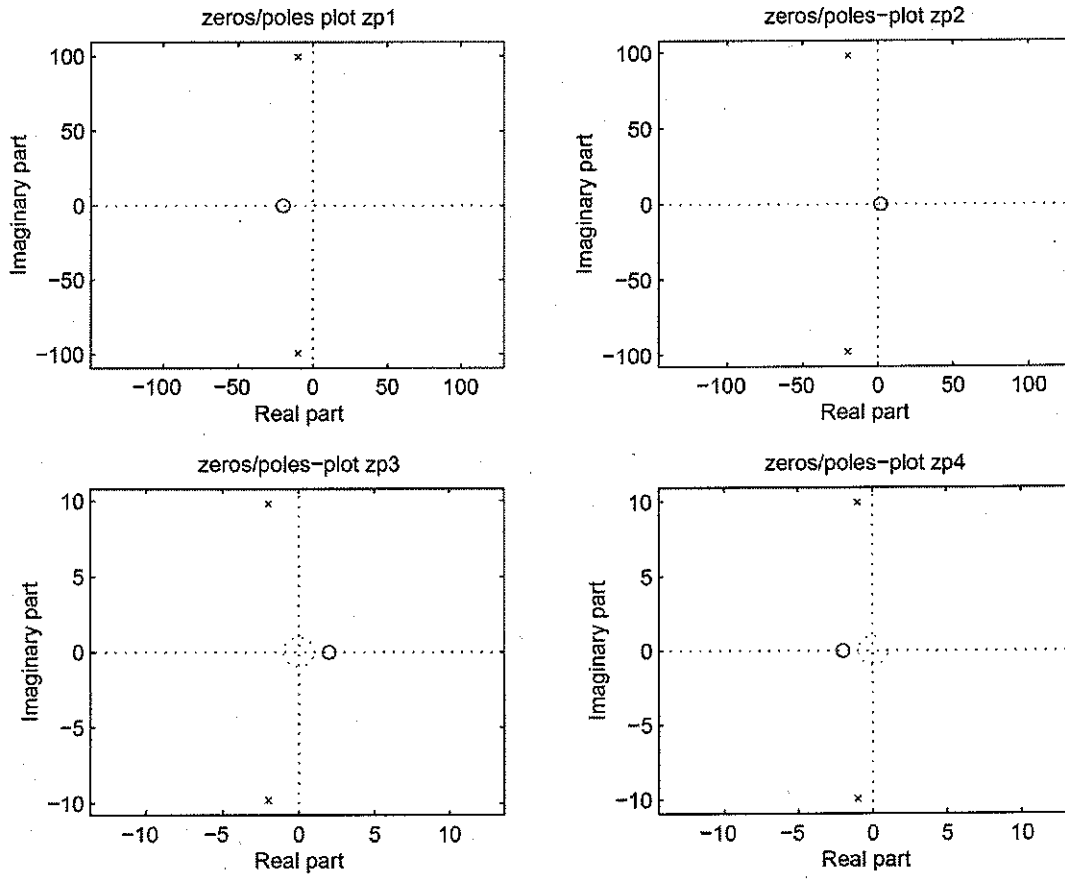 zeros/poles plot zp1
100
50
0
−50
−100
Imaginary part
−100 −50 0 50 100
Real part
zeros/poles−plot zp2
100
50
0
−50
−100
Imaginary part
−100 −50 0 50 100
Real part
zeros/poles−plot zp3
10
5
0
−5
−10
Imaginary part
−10 −5 0 5 10
Real part
zeros/poles−plot zp4
10
5
0
−5
−10
Imaginary part
−10 −5 0 5 10
Real part